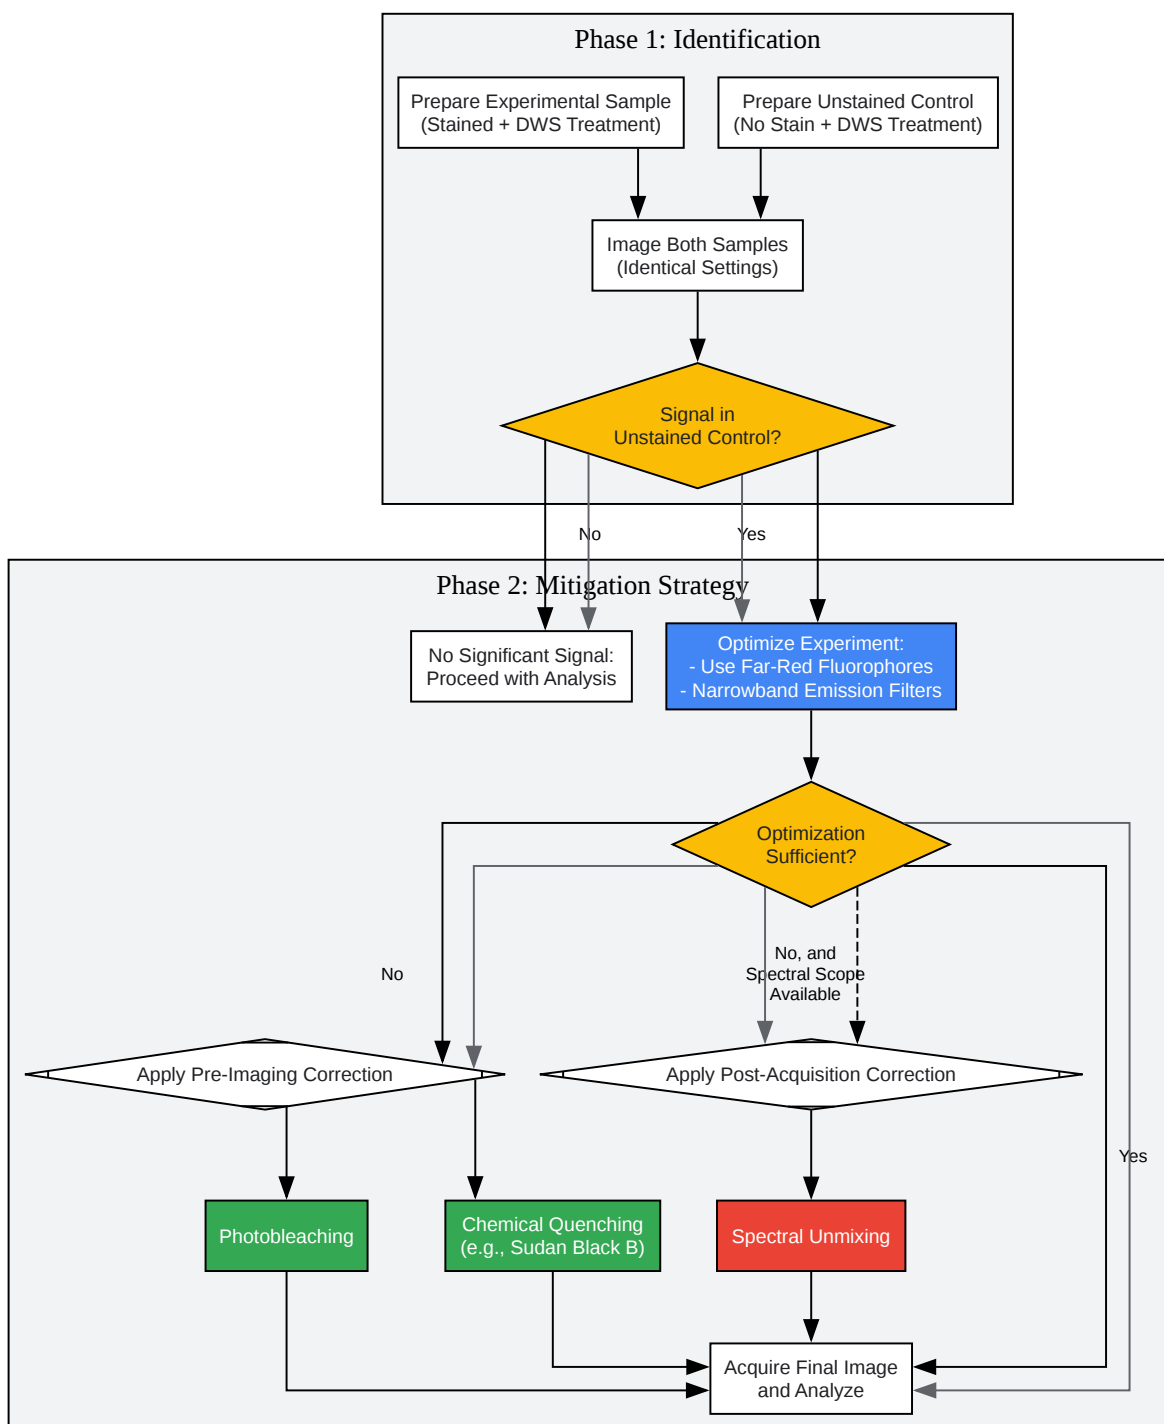 Phase 1: Identification
Prepare Experimental Sample
(Stained + DWS Treatment)
Prepare Unstained Control
(No Stain + DWS Treatment)
Image Both Samples
(Identical Settings)
Signal in
Unstained Control?
No
Yes
Phase 2: Mitigation Strategy
No Significant Signal:
Proceed with Analysis
Optimize Experiment:
- Use Far-Red Fluorophores
- Narrowband Emission Filters
Optimization
Sufficient?
No
No, and
Spectral Scope
Available
Apply Pre-Imaging Correction
Apply Post-Acquisition Correction
Yes
Photobleaching
Chemical Quenching
(e.g., Sudan Black B)
Spectral Unmixing
Acquire Final Image
and Analyze